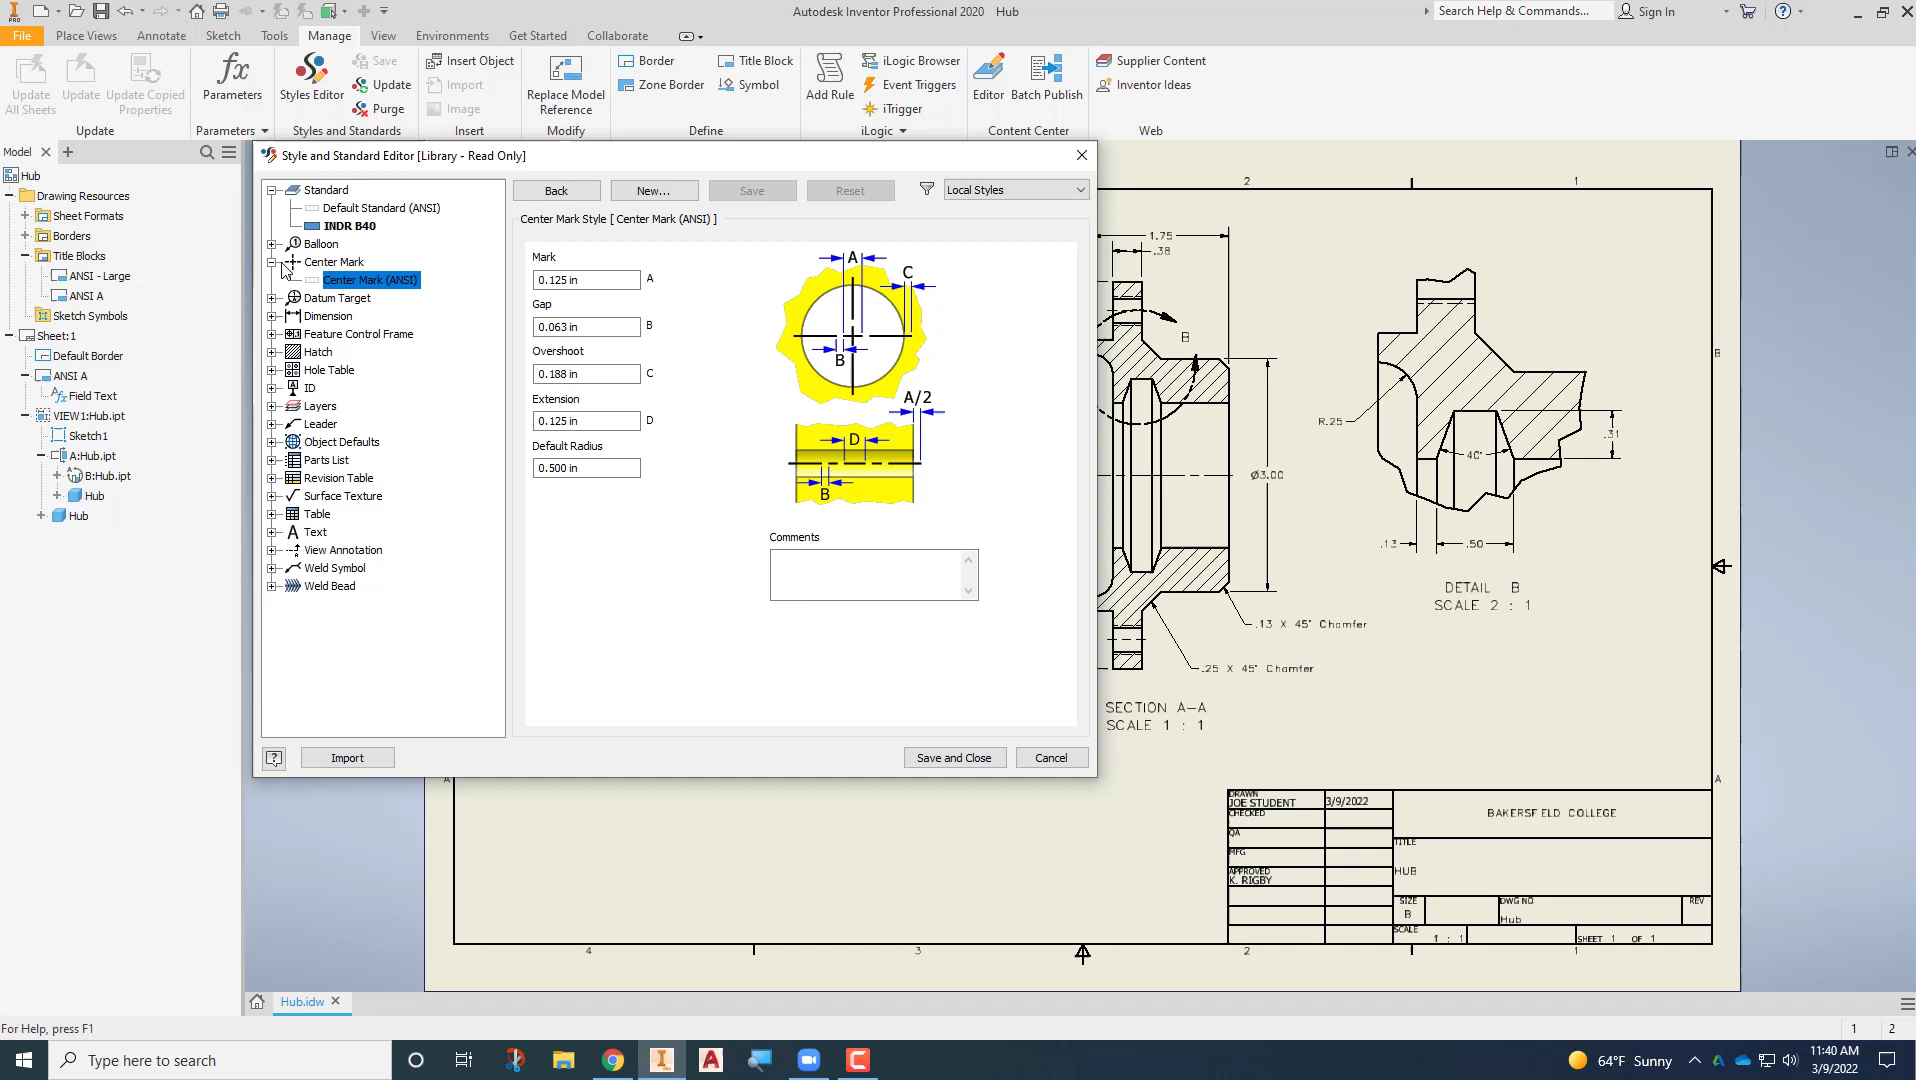 Autodesk Inventor Professional 2020 Hub
Search Help & Commands...
Sign In
PRO
File
Place Views
Annotate
Sketch
Tools
Manage
View
Environments
Get Started
Collaborate
Update All Sheets
Update
Update Copied Properties
Update
fx
Parameters
Parameters
Styles Editor
Save
Update
Purge
Styles and Standards
Insert Object
Import
Image
Insert
Replace Model Reference
Modify
Border
Zone Border
Title Block
Symbol
Define
Add Rule
iLogic Browser
Event Triggers
iTrigger
iLogic
Editor
Batch Publish
Content Center
Supplier Content
Inventor Ideas
Web
Model
Hub
Drawing Resources
Sheet Formats
Borders
Title Blocks
ANSI - Large
ANSI A
Sketch Symbols
Sheet:1
Default Border
ANSI A
Field Text
VIEW1:Hub.ipt
Sketch1
A:Hub.ipt
B:Hub.ipt
Hub
Hub
Style and Standard Editor [Library - Read Only]
Standard
Default Standard (ANSI)
INDR B40
Balloon
Center Mark
Center Mark (ANSI)
Datum Target
Dimension
Feature Control Frame
Hatch
Hole Table
ID
Layers
Leader
Object Defaults
Parts List
Revision Table
Surface Texture
Table
Text
View Annotation
Weld Symbol
Weld Bead
Back
New...
Save
Reset
Local Styles
Center Mark Style [ Center Mark (ANSI) ]
Mark
0.125 in A
Gap
0.063 in B
Overshoot
0.188 in C
Extension
0.125 in D
Default Radius
0.500 in
A
C
B
A/2
D
B
Comments
Import
Save and Close
Cancel
2 1
1.75
.38
B
B
Ø3.00
R.25
40°
.31
.13 .50
DETAIL B
SCALE 2 : 1
.13 X 45° Chamfer
.25 X 45° Chamfer
SECTION A-A
SCALE 1 : 1
A
A
DRAWN
JOE STUDENT
3/9/2022
CHECKED
QA
MFG
APPROVED
K. RIGBY
BAKERSFIELD COLLEGE
TITLE
HUB
SIZE
B
DWG NO
Hub
REV
SCALE
1 : 1
SHEET 1 OF 1
4 3 2 1
Hub.idw
For Help, press F1
1 2
Type here to search
64°F Sunny
11:40 AM
3/9/2022